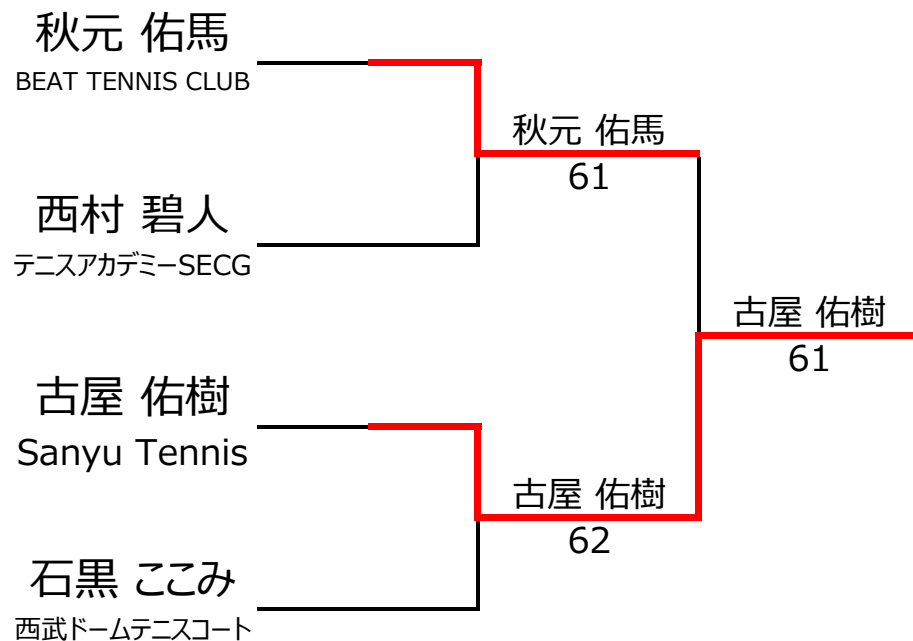 秋元 佑馬
BEAT TENNIS CLUB
西村 碧人
テニスアカデミーSECG
古屋 佑樹
Sanyu Tennis
石黒 ここみ
西武ドームテニスコート
秋元 佑馬
61
古屋 佑樹
62
古屋 佑樹
61